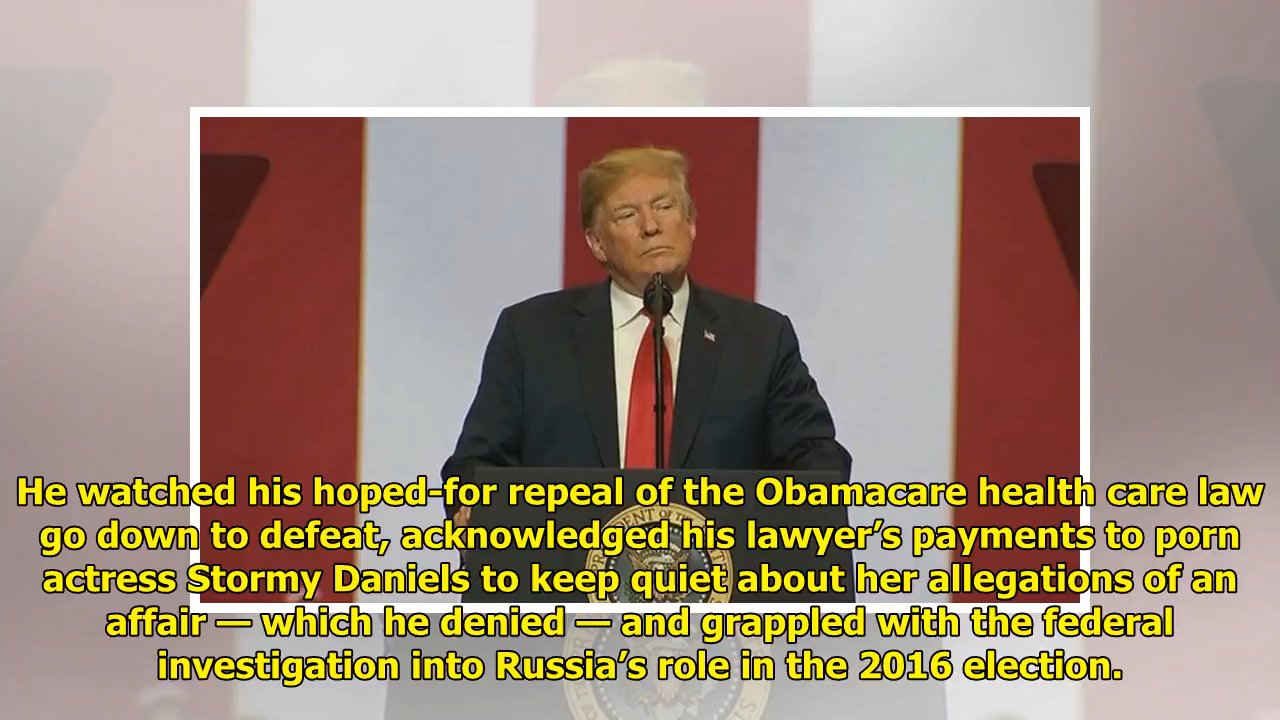 He watched his hoped-for repeal of the Obamacare health care law
go down to defeat, acknowledged his lawyer’s payments to porn
actress Stormy Daniels to keep quiet about her allegations of an
affair — which he denied — and grappled with the federal
investigation into Russia’s role in the 2016 election.